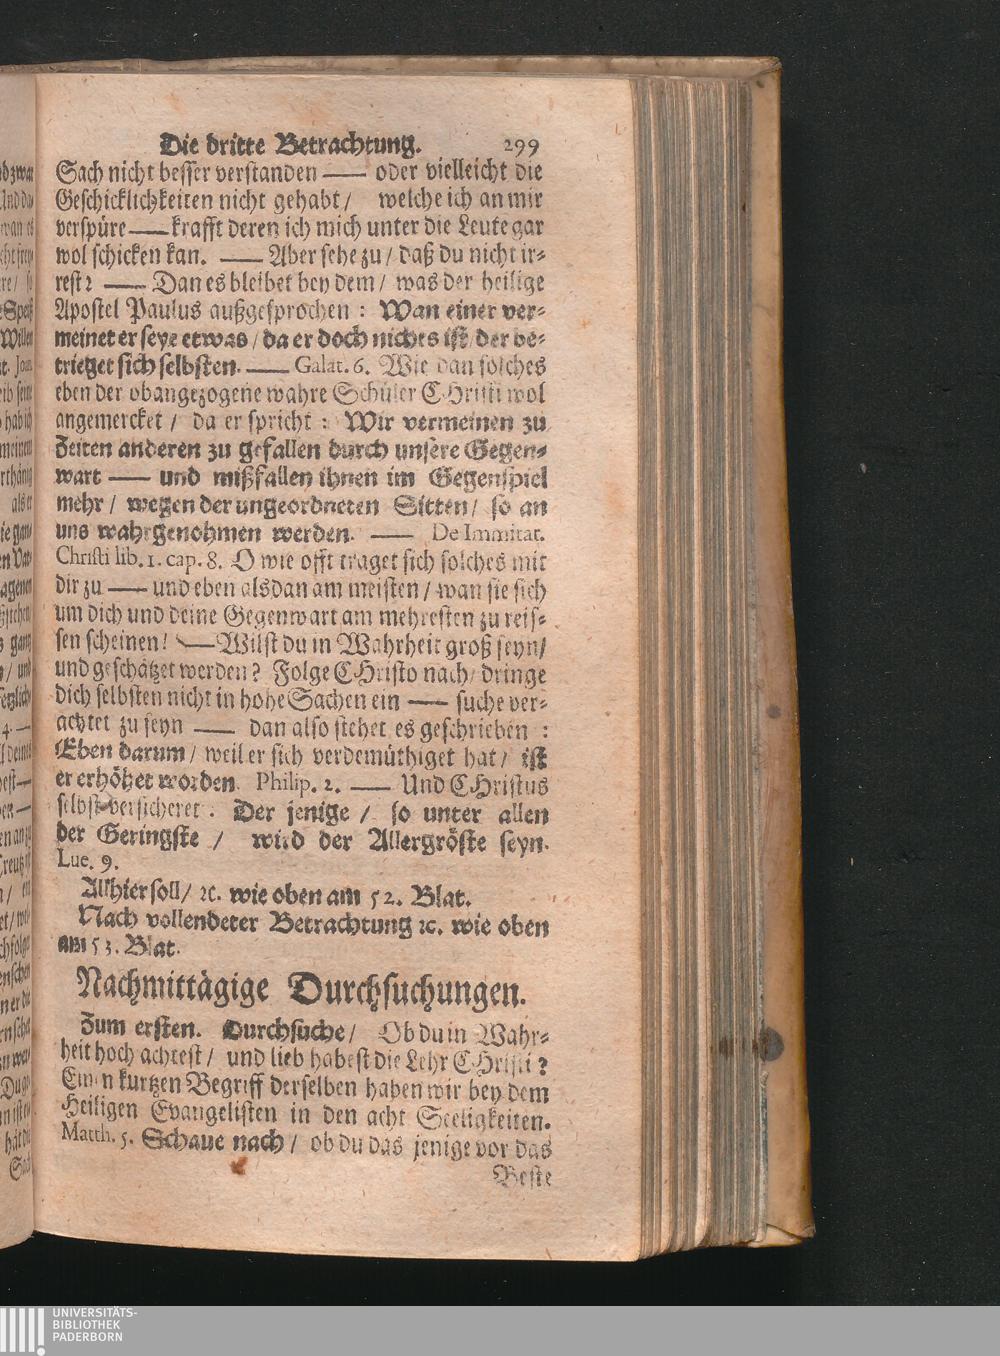 Die dritte Betrachtung. 299
Sach nicht besser verstanden —— oder vielleicht die
Geschicklichkeiten nicht gehabt / welche ich an mir
verspüre —— krafft deren ich mich unter die Leute gar
wol schicken kan. —— Aber sehe zu / daß du nicht ir-
rest? —— Dan es bleibet bey dem / was der heilige
Apostel Paulus außgesprochen : Wan einer ver-
meinet er seye etwas / da er doch nichts ist / der be-
trieget sich selbsten. —— Galat. 6. Wie dan solches
eben der obangezogene wahre Schüler CHristi wol
angemercket / da er spricht : Wir vermeinen zu
Zeiten anderen zu gefallen durch unsere Gegen-
wart —— und mißfallen ihnen im Gegenspiel
mehr / wegen der ungeordneten Sitten / so an
uns wahrgenohmen werden. —— De Immitat.
Christi lib. 1. cap. 8. O wie offt traget sich solches mit
dir zu —— und eben alsdan am meisten / wan sie sich
um dich und deine Gegenwart am mehresten zu reis-
sen scheinen! —— Wilst du in Wahrheit groß seyn /
und geschätzet werden? Folge CHristo nach / dringe
dich selbsten nicht in hohe Sachen ein —— suche ver-
achtet zu seyn —— dan also stehet es geschrieben :
Eben darum / weil er sich verdemüthiget hat / ist
er erhöhet worden. Philip. 2. —— Und CHristus
selbst versicheret : Der jenige / so unter allen
der Geringste / wird der Allergröste seyn.
Luc. 9.
Allhier soll / ꝛc. wie oben am 52. Blat.
Nach vollendeter Betrachtung ꝛc. wie oben
am 53. Blat.
Nachmittägige Durchsuchungen.
Zum ersten. Durchsuche / Ob du in Wahr-
heit hoch achtest / und lieb habest die Lehr CHristi?
Einen kurtzen Begriff derselben haben wir bey dem
Heiligen Evangelisten in den acht Seeligkeiten.
Matth. 5. Schaue nach / ob du das jenige vor das
Beste
UNIVERSITÄTS-
BIBLIOTHEK
PADERBORN